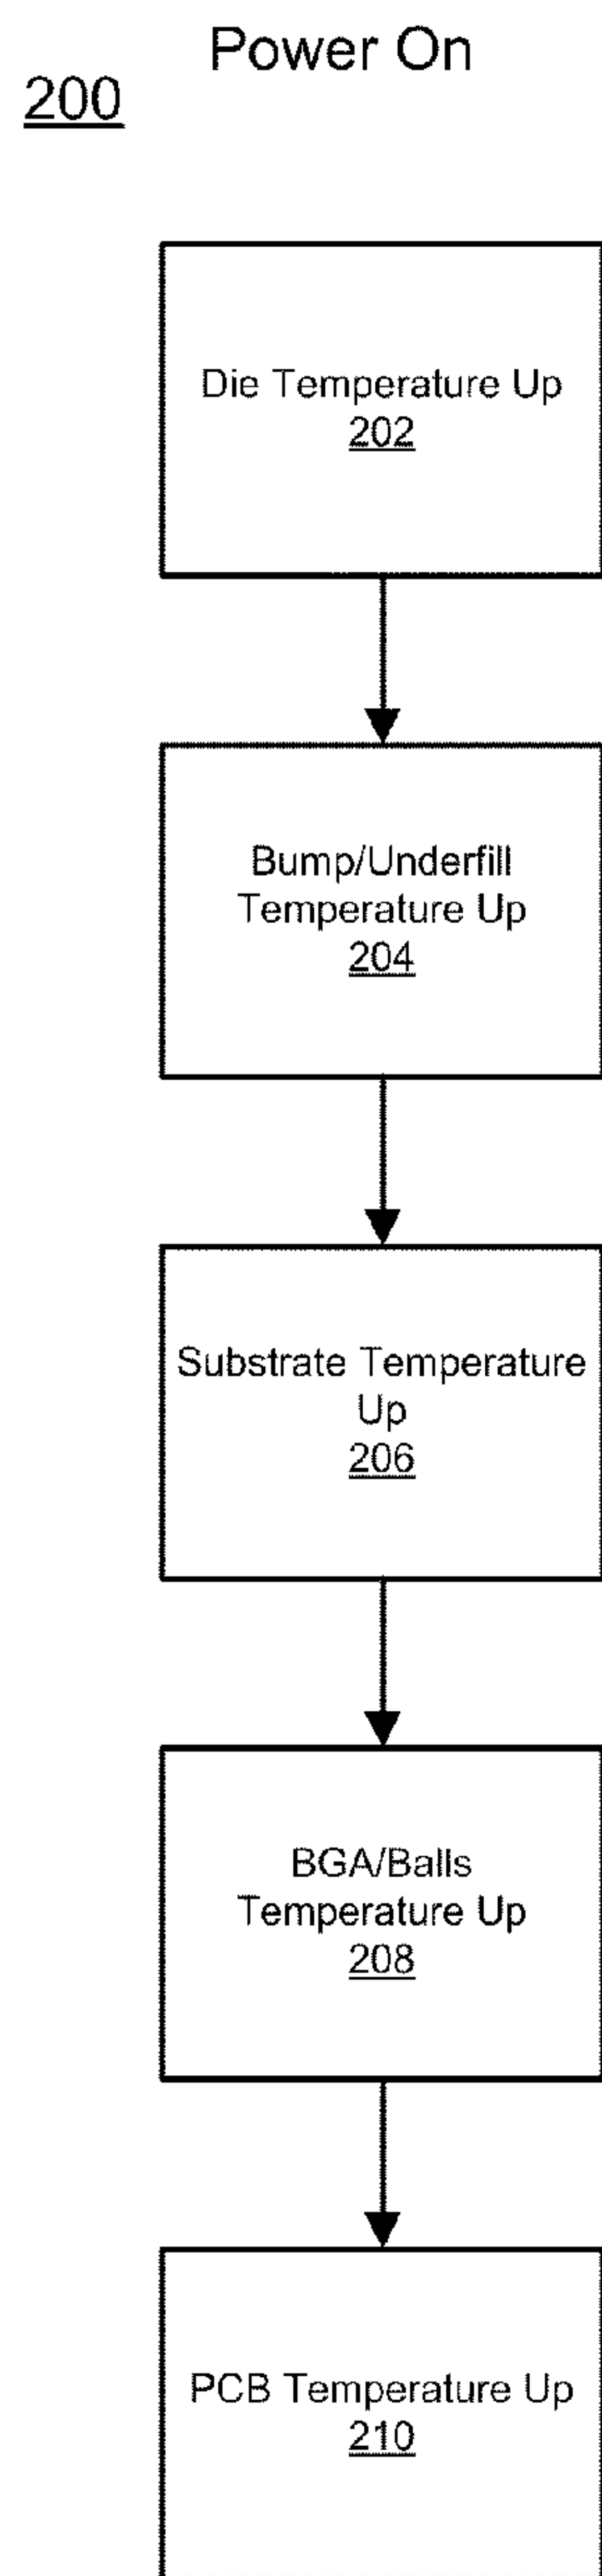 Power On
200
Die Temperature Up
202
Bump/Underfill
Temperature Up
204
Substrate Temperature
Up
206
BGA/Balls
Temperature Up
208
PCB Temperature Up
210